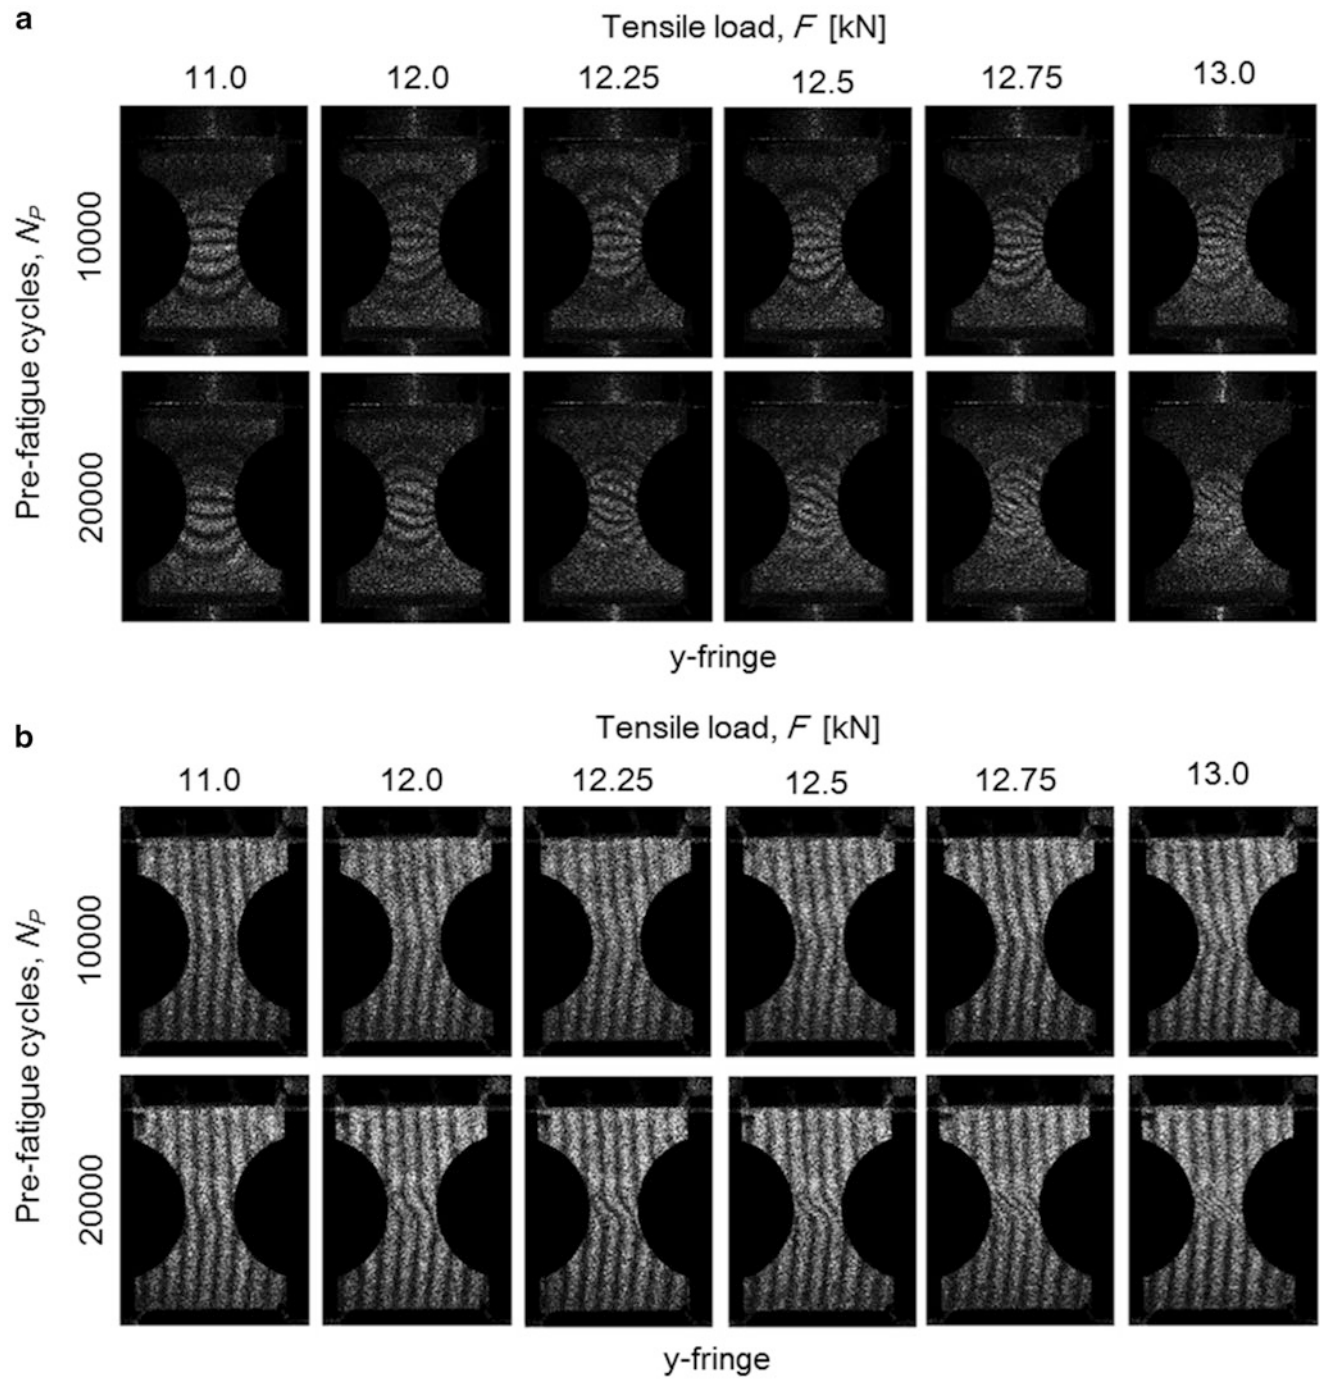 a
Tensile load, F [kN]
11.0 12.0 12.25 12.5 12.75 13.0
Pre-fatigue cycles, NP
10000
20000
y-fringe
b
Tensile load, F [kN]
11.0 12.0 12.25 12.5 12.75 13.0
Pre-fatigue cycles, NP
10000
20000
y-fringe